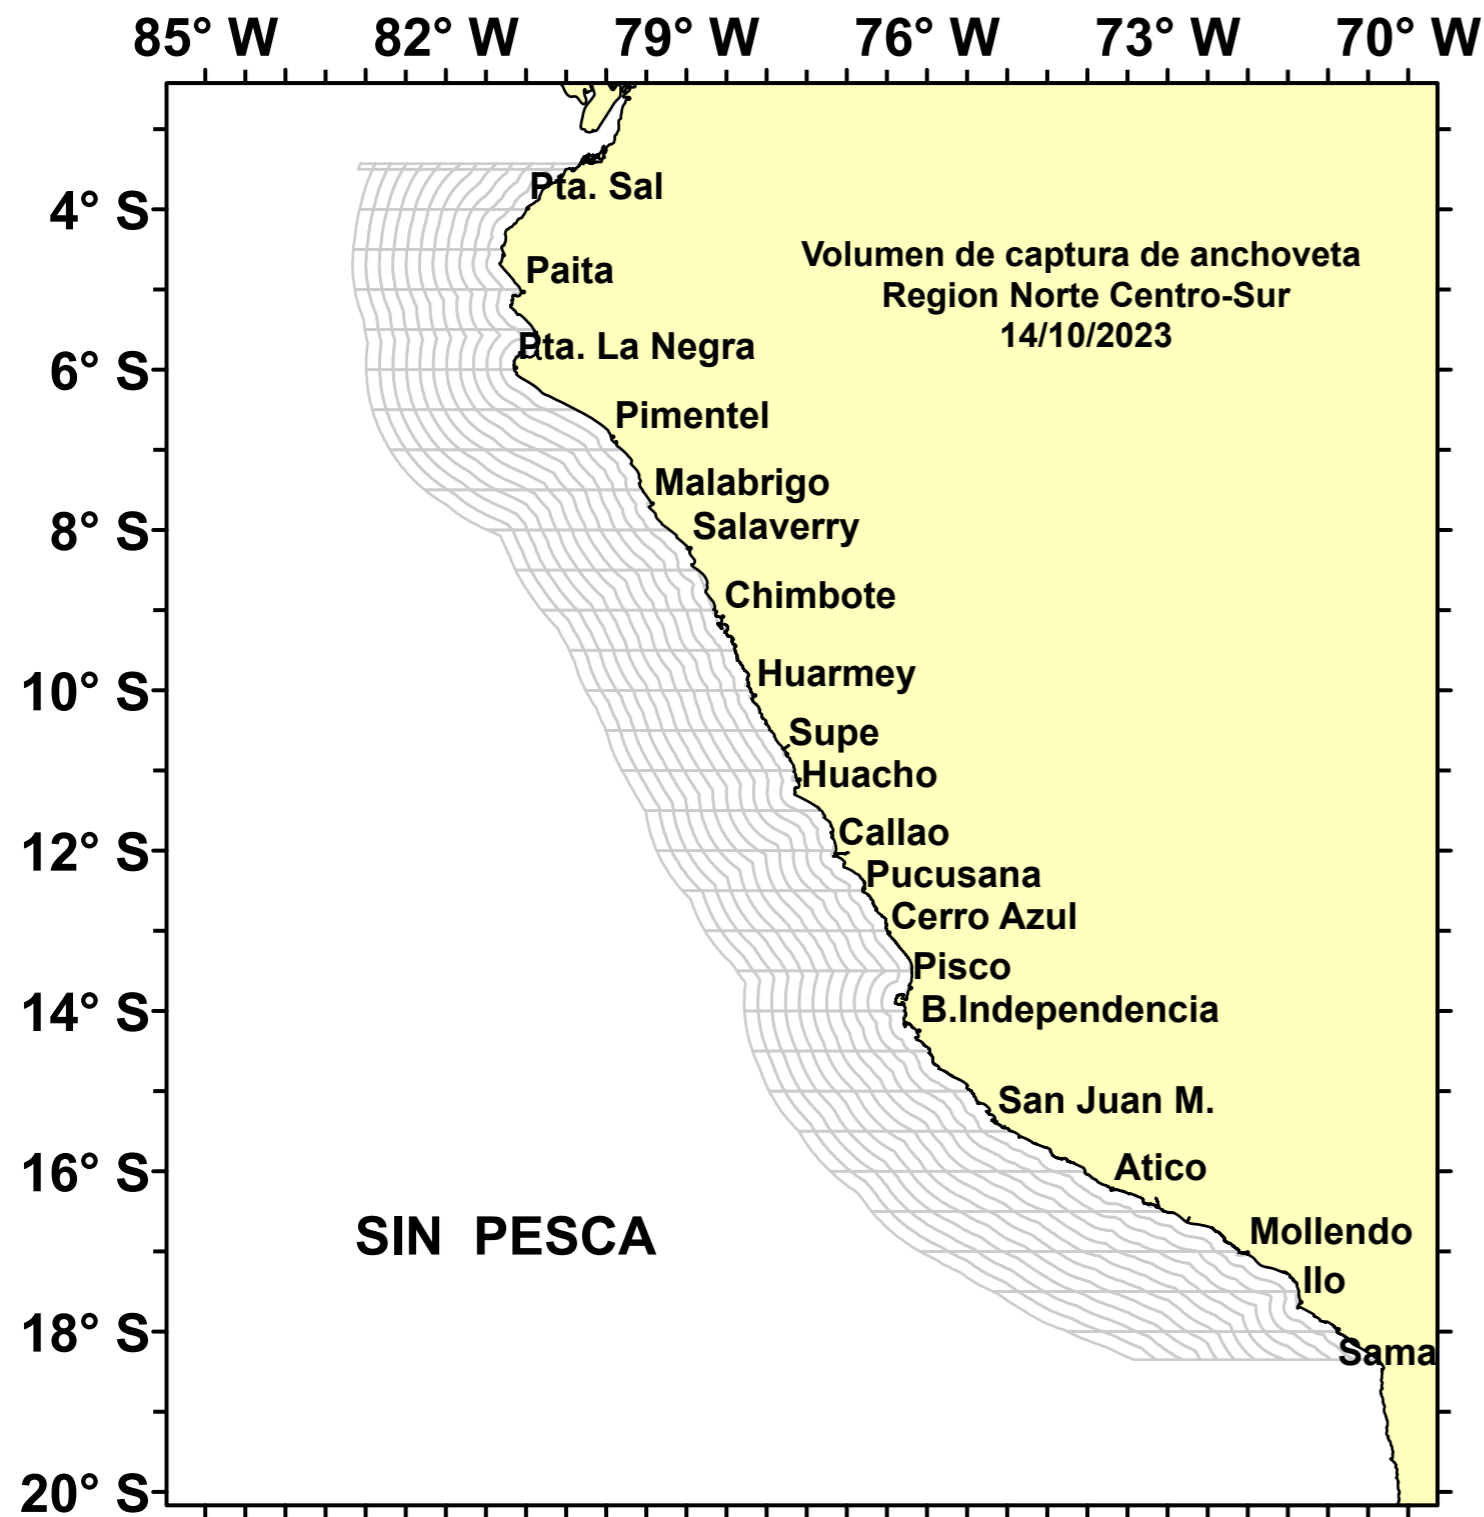 85° W 82° W 79° W 76° W 73° W 70° W
4° S
6° S
8° S
10° S
12° S
14° S
16° S
18° S
20° S
Volumen de captura de anchoveta
Region Norte Centro-Sur
14/10/2023
Pta. Sal
Paita
Pta. La Negra
Pimentel
Malabrigo
Salaverry
Chimbote
Huarmey
Supe
Huacho
Callao
Pucusana
Cerro Azul
Pisco
B.Independencia
San Juan M.
Atico
Mollendo
Ilo
Sama
SIN PESCA